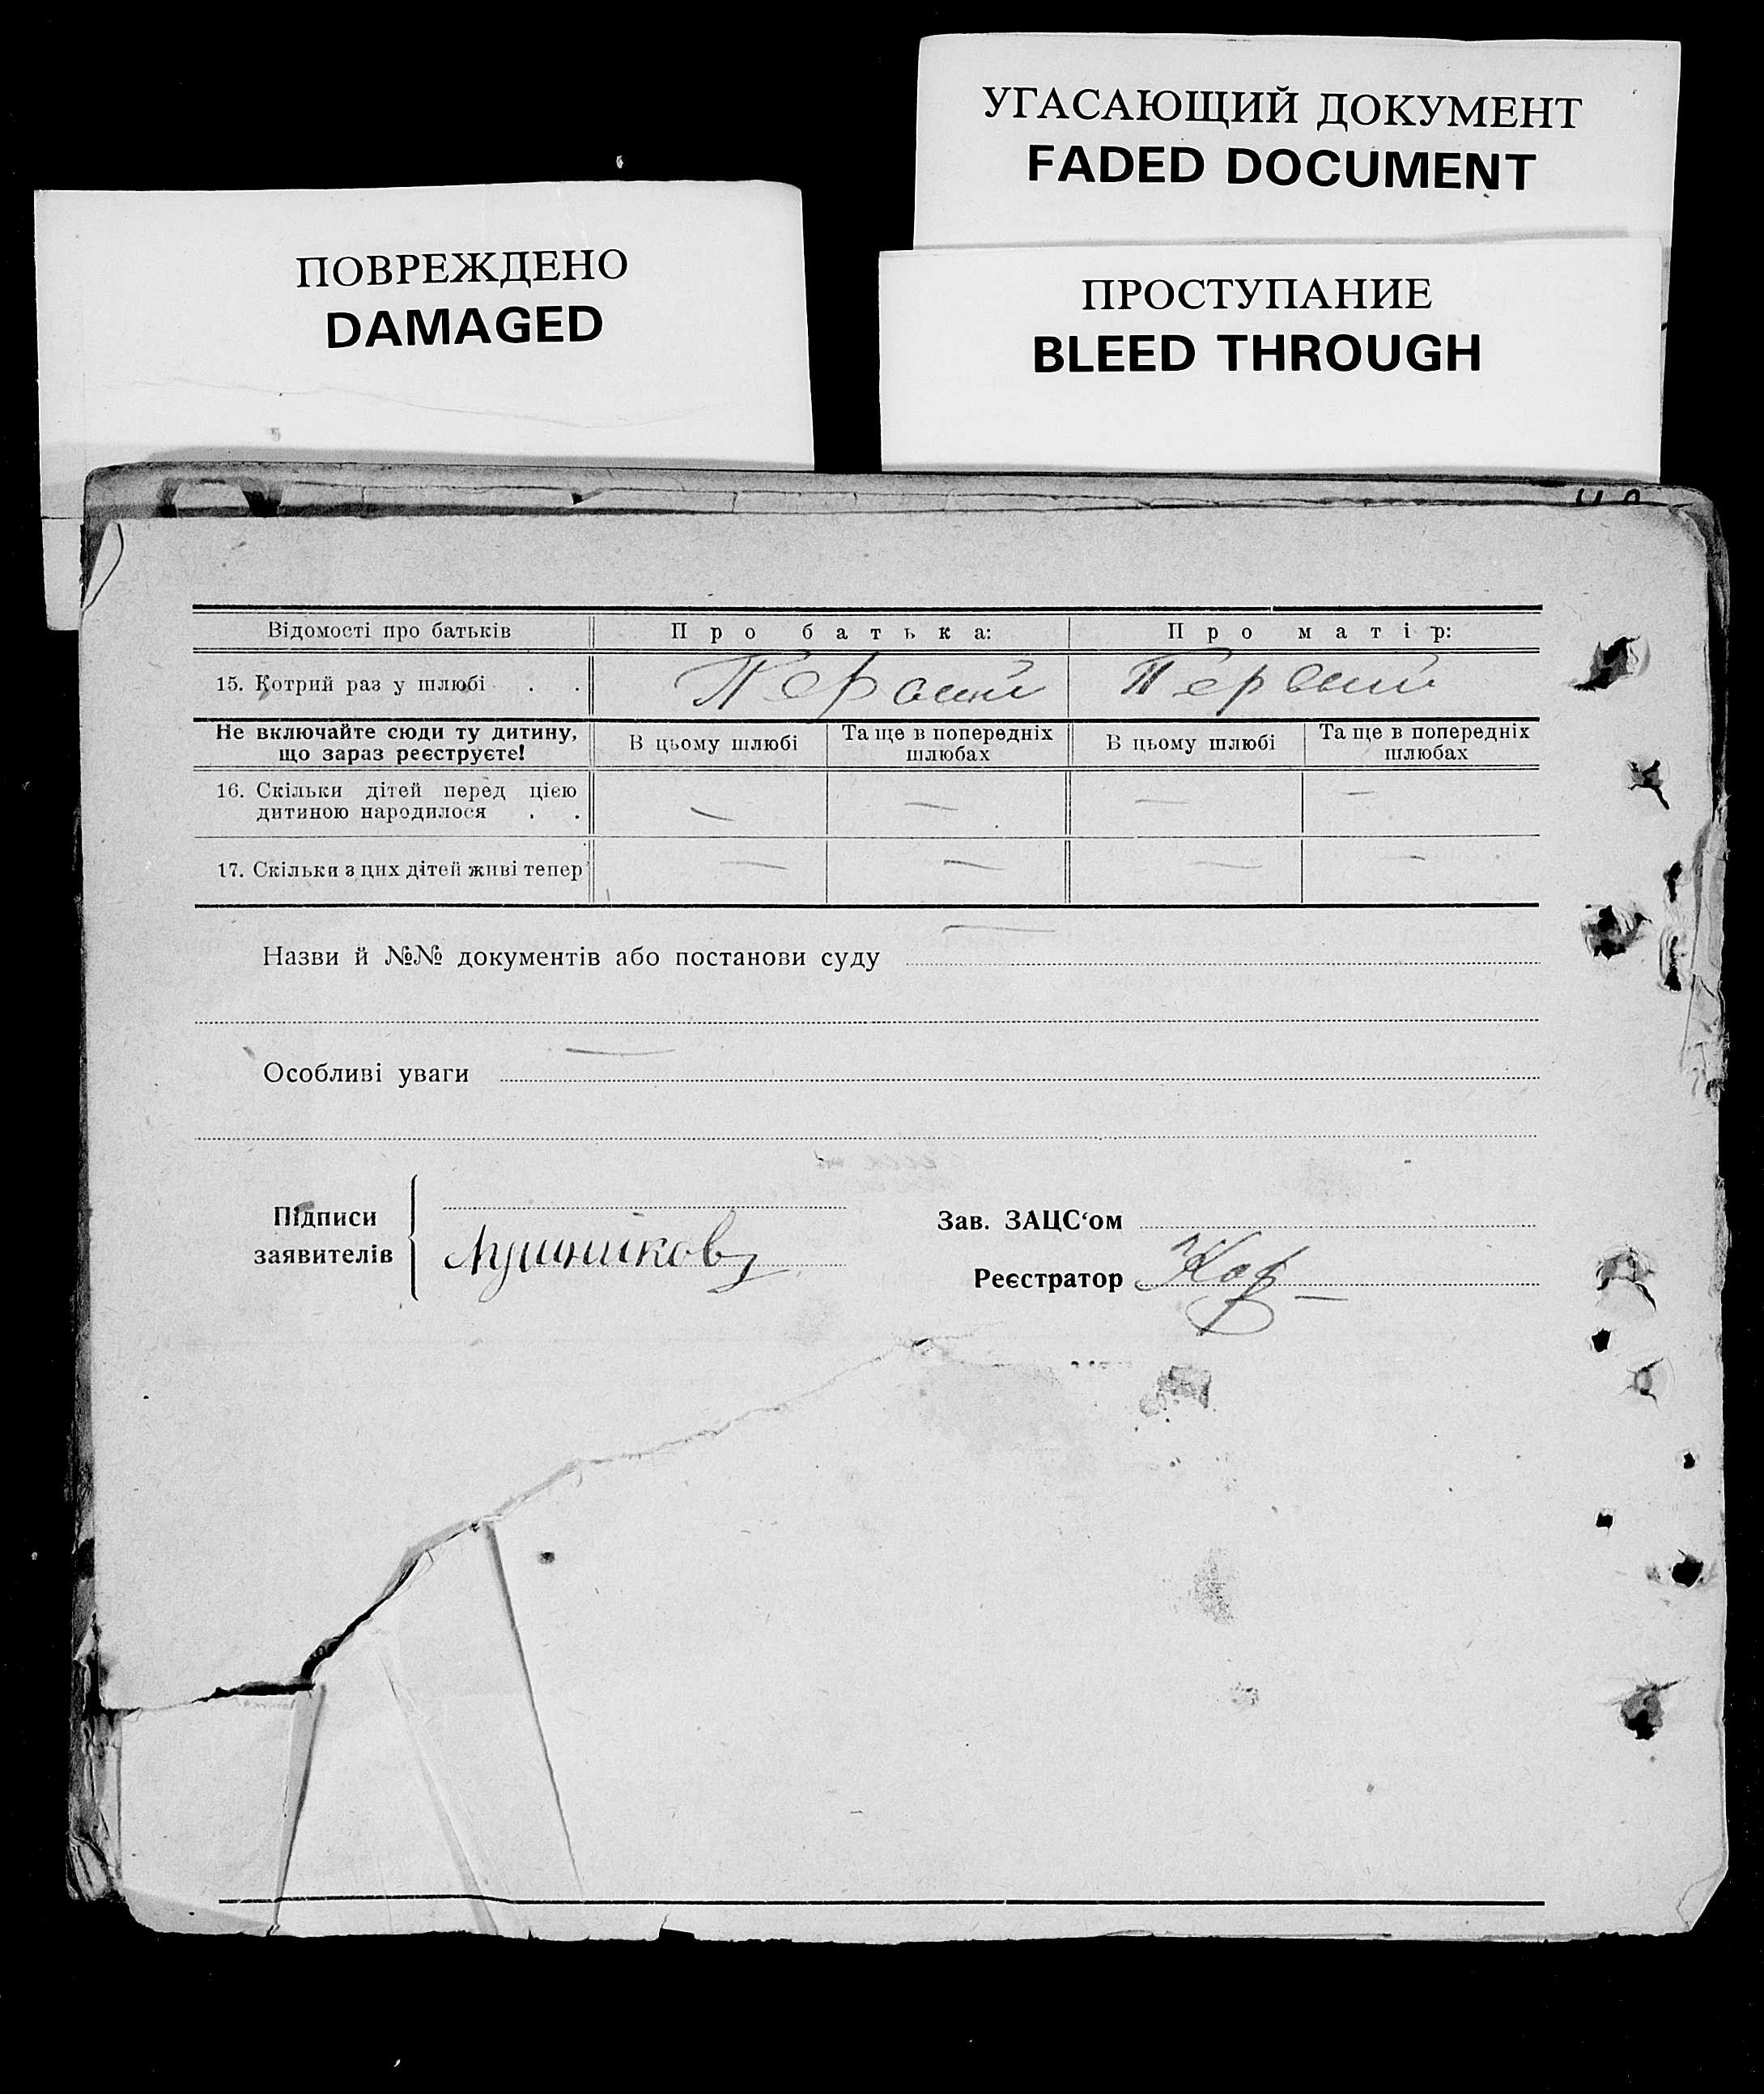 УГАСАЮЩИЙ ДОКУМЕНТ
FADED DOCUMENT
ПОВРЕЖДЕНО
DAMAGED
ПРОСТУПАНИЕ
BLEED THROUGH
Відомості про батьків Про батька: Про матір:
15. Котрий раз у шлюбі . . Первий Первий
Не включайте сюди ту дитину, що зараз реєструєте! В цьому шлюбі Та ще в попередніх шлюбах В цьому шлюбі Та ще в попередніх шлюбах
16. Скільки дітей перед цією
дитиною народилося . . — — — —
17. Скільки з цих дітей живі тепер — — — —
Назви й №№ документів або постанови суду —
Особливі уваги —
Підписи
заявителів
Лушников
Зав. ЗАЦС‘ом
Реєстратор